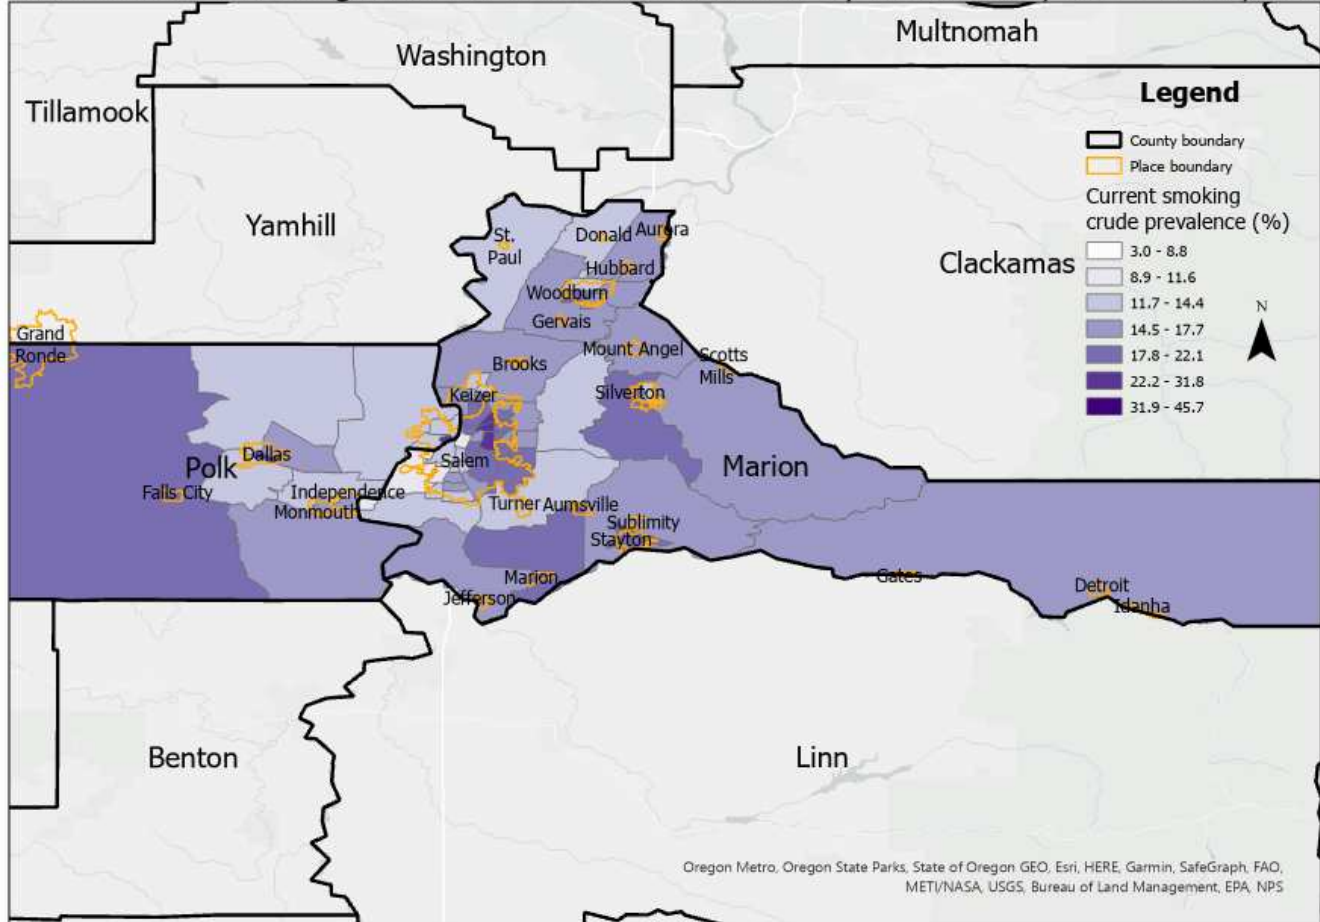 Multnomah
Washington
Tillamook
Legend
County boundary
Place boundary
Current smoking
crude prevalence (%)
3.0 - 8.8
8.9 - 11.6
11.7 - 14.4
14.5 - 17.7
17.8 - 22.1
22.2 - 31.8
31.9 - 45.7
N
Yamhill
Clackamas
St.
Paul
Donald
Aurora
Hubbard
Woodburn
Gervais
Grand
Ronde
Brooks
Mount Angel
Scotts
Mills
Keizer
Silverton
Dallas
Polk
Salem
Marion
Falls City
Independence
Monmouth
Turner
Aumsville
Sublimity
Stayton
Marion
Jefferson
Gates
Detroit
Idanha
Benton
Linn
Oregon Metro, Oregon State Parks, State of Oregon GEO, Esri, HERE, Garmin, SafeGraph, FAO,
METI/NASA, USGS, Bureau of Land Management, EPA, NPS